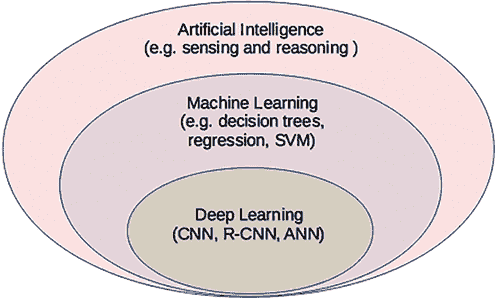 Artificial Intelligence
(e.g. sensing and reasoning )
Machine Learning
(e.g. decision trees,
regression, SVM)
Deep Learning
(CNN, R-CNN, ANN)